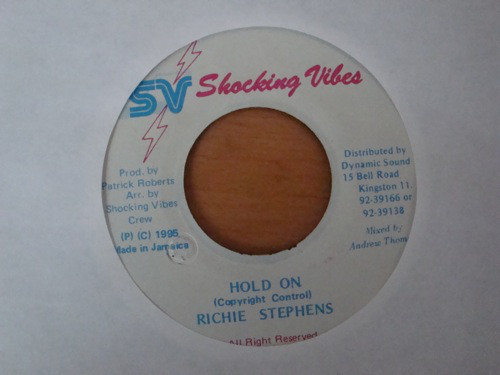 SV Shocking Vibes
Prod. by
Patrick Roberts
Arr. by
Shocking Vibes
Crew
(P) (C) 1995
Made in Jamaica
Distributed by
Dynamic Sound
15 Bell Road
Kingston 11.
92-39166 or
92-39138
Mixed by
Andrew Thom
HOLD ON
(Copyright Control)
RICHIE STEPHENS
All Right Reserved